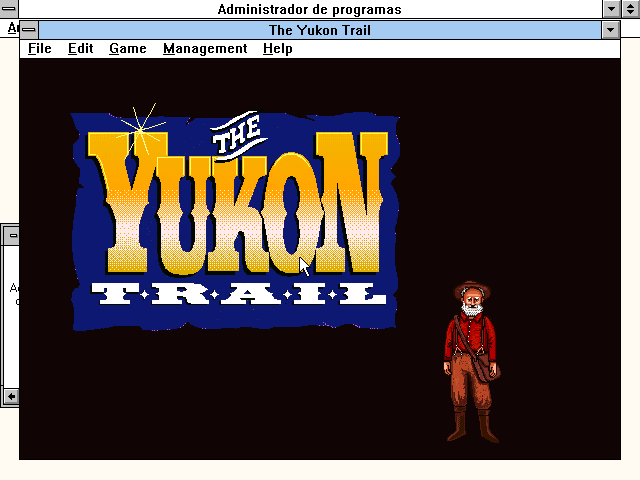 Administrador de programas
The Yukon Trail
File Edit Game Management Help
THE
YUKON
TRAIL